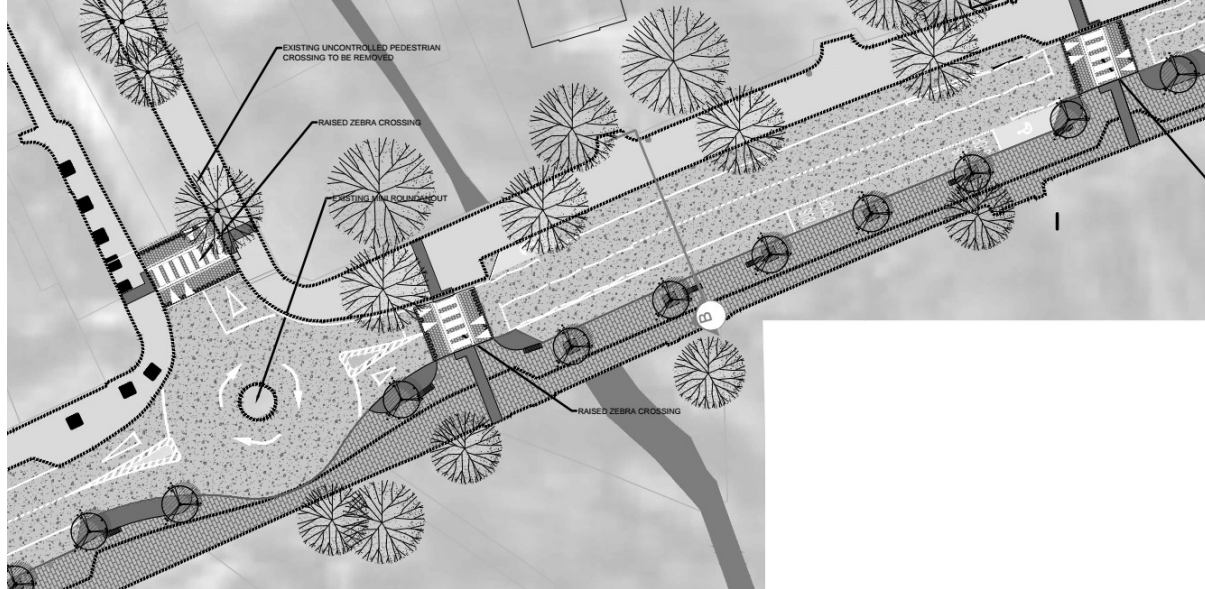 EXISTING UNCONTROLLED PEDESTRIAN
CROSSING TO BE REMOVED
RAISED ZEBRA CROSSING
EXISTING MINI ROUNDABOUT
B
RAISED ZEBRA CROSSING